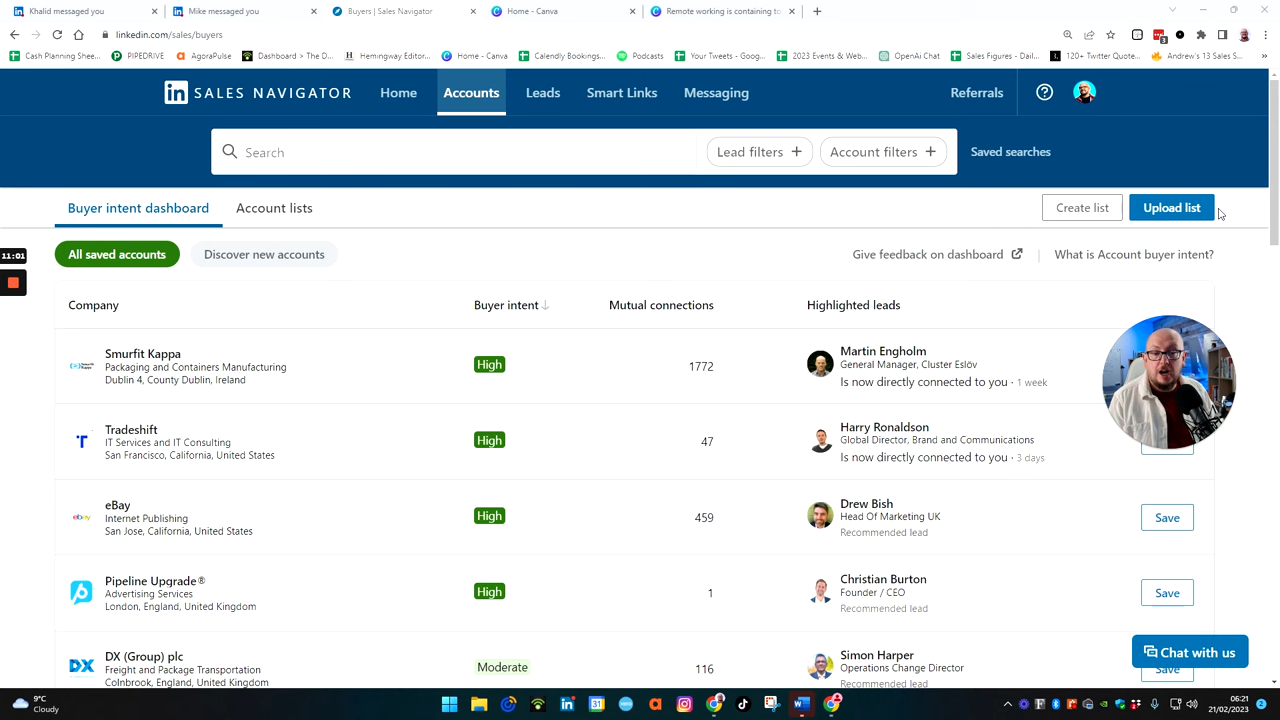 Khalid messaged you
Mike messaged you
Buyers | Sales Navigator
Home - Canva
Remote working is containing to
linkedin.com/sales/buyers
Cash Planning Shee...
PIPEDRIVE
AgoraPulse
Dashboard > The D...
Hemingway Editor...
Home - Canva
Calendly Bookings...
Podcasts
Your Tweets - Goog...
2023 Events & Web...
OpenAi Chat
Sales Figures - Dail...
120+ Twitter Quote...
Andrew's 13 Sales S...
in SALES NAVIGATOR
Home
Accounts
Leads
Smart Links
Messaging
Referrals
Search
Lead filters +
Account filters +
Saved searches
Buyer intent dashboard
Account lists
Create list
Upload list
11:01
All saved accounts
Discover new accounts
Give feedback on dashboard
What is Account buyer intent?
Company
Buyer intent
Mutual connections
Highlighted leads
Smurfit Kappa
Packaging and Containers Manufacturing
Dublin 4, County Dublin, Ireland
High
1772
Martin Engholm
General Manager, Cluster Eslöv
Is now directly connected to you · 1 week
Tradeshift
IT Services and IT Consulting
San Francisco, California, United States
High
47
Harry Ronaldson
Global Director, Brand and Communications
Is now directly connected to you · 3 days
eBay
Internet Publishing
San Jose, California, United States
High
459
Drew Bish
Head Of Marketing UK
Recommended lead
Save
Pipeline Upgrade®
Advertising Services
London, England, United Kingdom
High
1
Christian Burton
Founder / CEO
Recommended lead
Save
DX (Group) plc
Freight and Package Transportation
Colnbrook, England, United Kingdom
Moderate
116
Simon Harper
Operations Change Director
Recommended lead
Save
Chat with us
9°C
Cloudy
06:21
21/02/2023